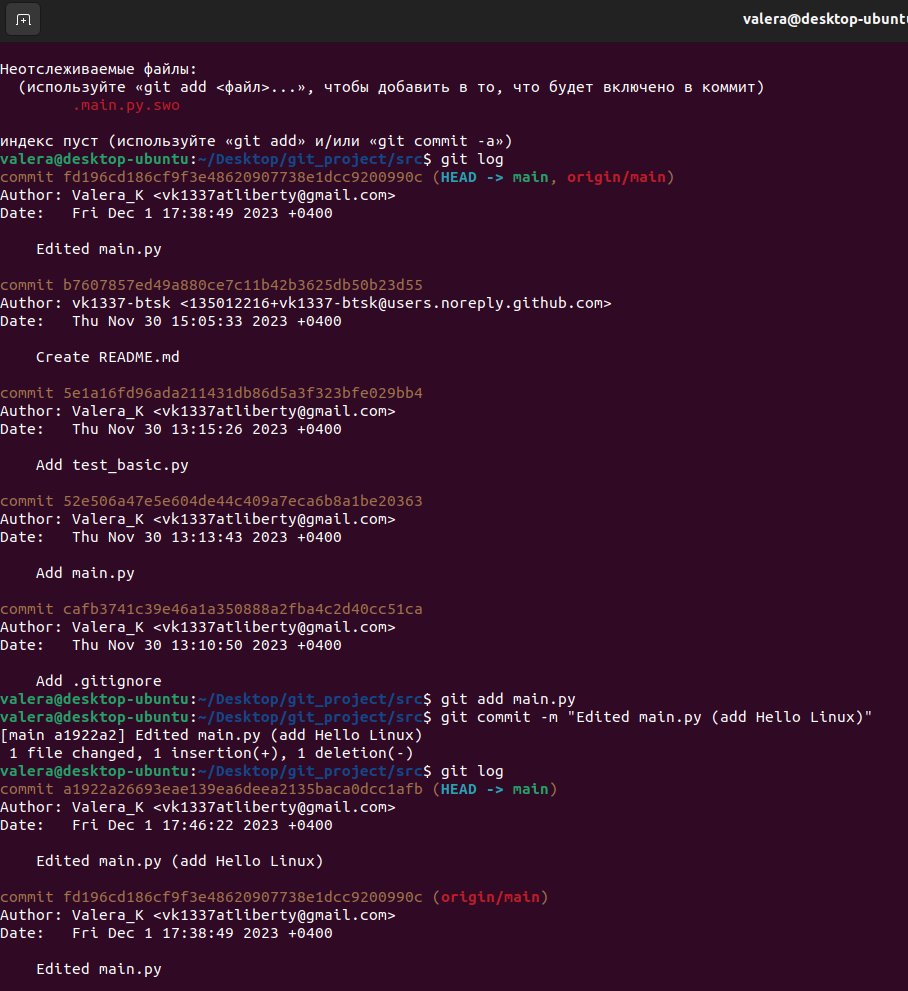 valera@desktop-ubunt
Неотслеживаемые файлы:
(используйте «git add <файл>...», чтобы добавить в то, что будет включено в коммит)
.main.py.swo
индекс пуст (используйте «git add» и/или «git commit -a»)
valera@desktop-ubuntu:~/Desktop/git_project/src$ git log
commit fd196cd186cf9f3e48620907738e1dcc9200990c (HEAD -> main, origin/main)
Author: Valera_K <vk1337atliberty@gmail.com>
Date:   Fri Dec 1 17:38:49 2023 +0400
Edited main.py
commit b7607857ed49a880ce7c11b42b3625db50b23d55
Author: vk1337-btsk <135012216+vk1337-btsk@users.noreply.github.com>
Date:   Thu Nov 30 15:05:33 2023 +0400
Create README.md
commit 5e1a16fd96ada211431db86d5a3f323bfe029bb4
Author: Valera_K <vk1337atliberty@gmail.com>
Date:   Thu Nov 30 13:15:26 2023 +0400
Add test_basic.py
commit 52e506a47e5e604de44c409a7eca6b8a1be20363
Author: Valera_K <vk1337atliberty@gmail.com>
Date:   Thu Nov 30 13:13:43 2023 +0400
Add main.py
commit cafb3741c39e46a1a350888a2fba4c2d40cc51ca
Author: Valera_K <vk1337atliberty@gmail.com>
Date:   Thu Nov 30 13:10:50 2023 +0400
Add .gitignore
valera@desktop-ubuntu:~/Desktop/git_project/src$ git add main.py
valera@desktop-ubuntu:~/Desktop/git_project/src$ git commit -m "Edited main.py (add Hello Linux)"
[main a1922a2] Edited main.py (add Hello Linux)
1 file changed, 1 insertion(+), 1 deletion(-)
valera@desktop-ubuntu:~/Desktop/git_project/src$ git log
commit a1922a26693eae139ea6deea2135baca0dcc1afb (HEAD -> main)
Author: Valera_K <vk1337atliberty@gmail.com>
Date:   Fri Dec 1 17:46:22 2023 +0400
Edited main.py (add Hello Linux)
commit fd196cd186cf9f3e48620907738e1dcc9200990c (origin/main)
Author: Valera_K <vk1337atliberty@gmail.com>
Date:   Fri Dec 1 17:38:49 2023 +0400
Edited main.py